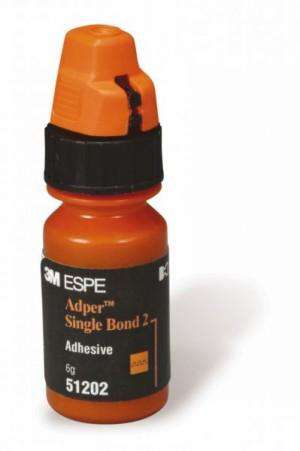 3M ESPE
Adper™
Single Bond 2
Adhesive
6g
51202